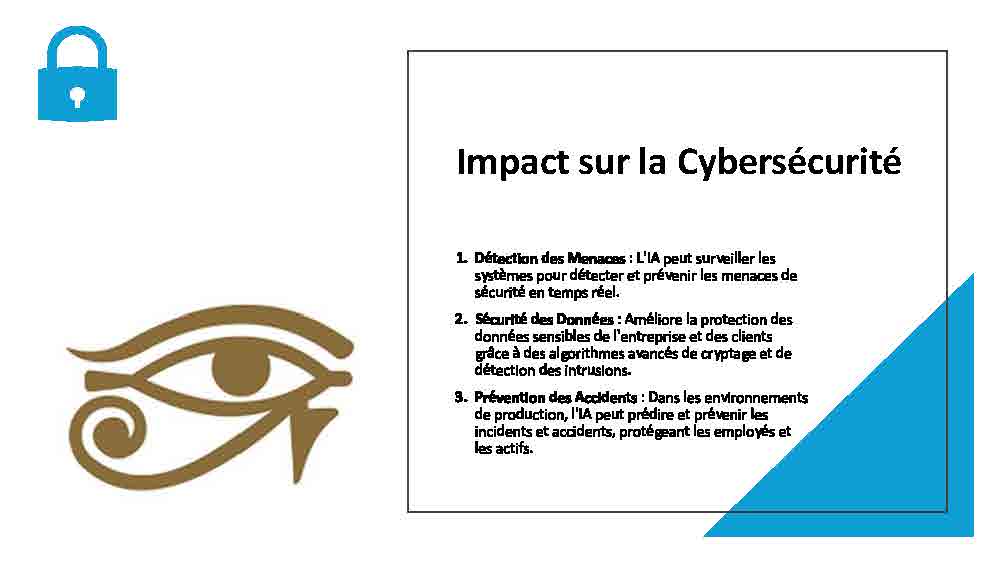 Impact sur la Cybersécurité
1. Détection des Menaces : L'IA peut surveiller les
systèmes pour détecter et prévenir les menaces de
sécurité en temps réel.
2. Sécurité des Données : Améliore la protection des
données sensibles de l'entreprise et des clients
grâce à des algorithmes avancés de cryptage et de
détection des intrusions.
3. Prévention des Accidents : Dans les environnements
de production, l'IA peut prédire et prévenir les
incidents et accidents, protégeant les employés et
les actifs.